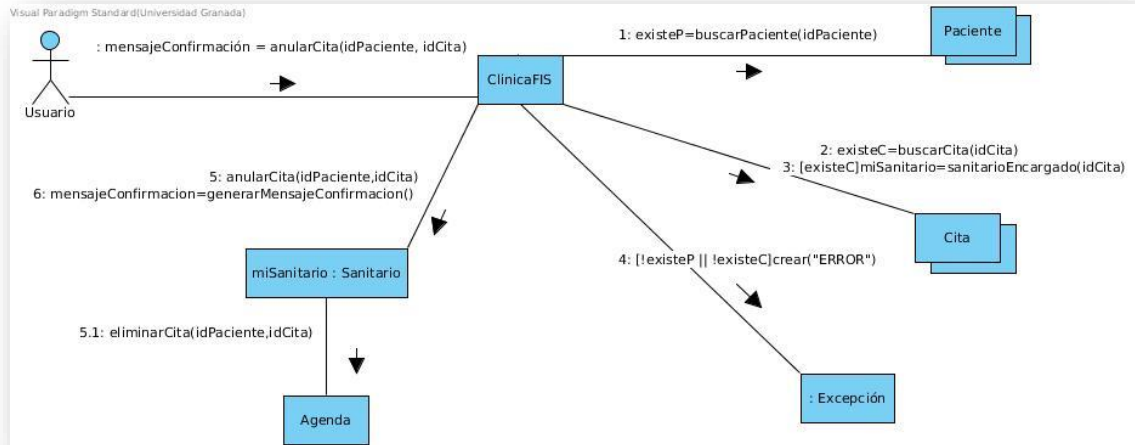 Visual Paradigm Standard(Universidad Granada)
: mensajeConfirmación = anularCita(idPaciente, idCita)
1: existeP=buscarPaciente(idPaciente)
Paciente
ClinicaFIS
Usuario
2: existeC=buscarCita(idCita)
3: [existeC]miSanitario=sanitarioEncargado(idCita)
5: anularCita(idPaciente,idCita)
6: mensajeConfirmacion=generarMensajeConfirmacion()
Cita
miSanitario : Sanitario
4: [!existeP || !existeC]crear("ERROR")
5.1: eliminarCita(idPaciente,idCita)
: Excepción
Agenda